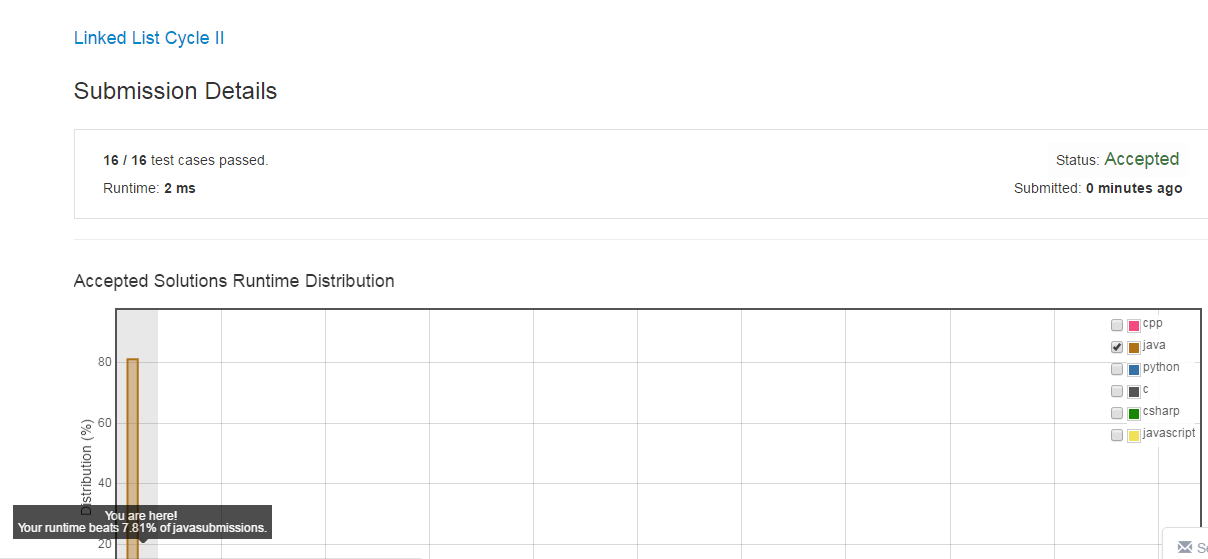 Linked List Cycle II
Submission Details
16 / 16 test cases passed.
Status: Accepted
Runtime: 2 ms
Submitted: 0 minutes ago
Accepted Solutions Runtime Distribution
cpp
java
python
c
csharp
javascript
80
60
40
20
Distribution (%)
You are here!
Your runtime beats 7.81% of javasubmissions.